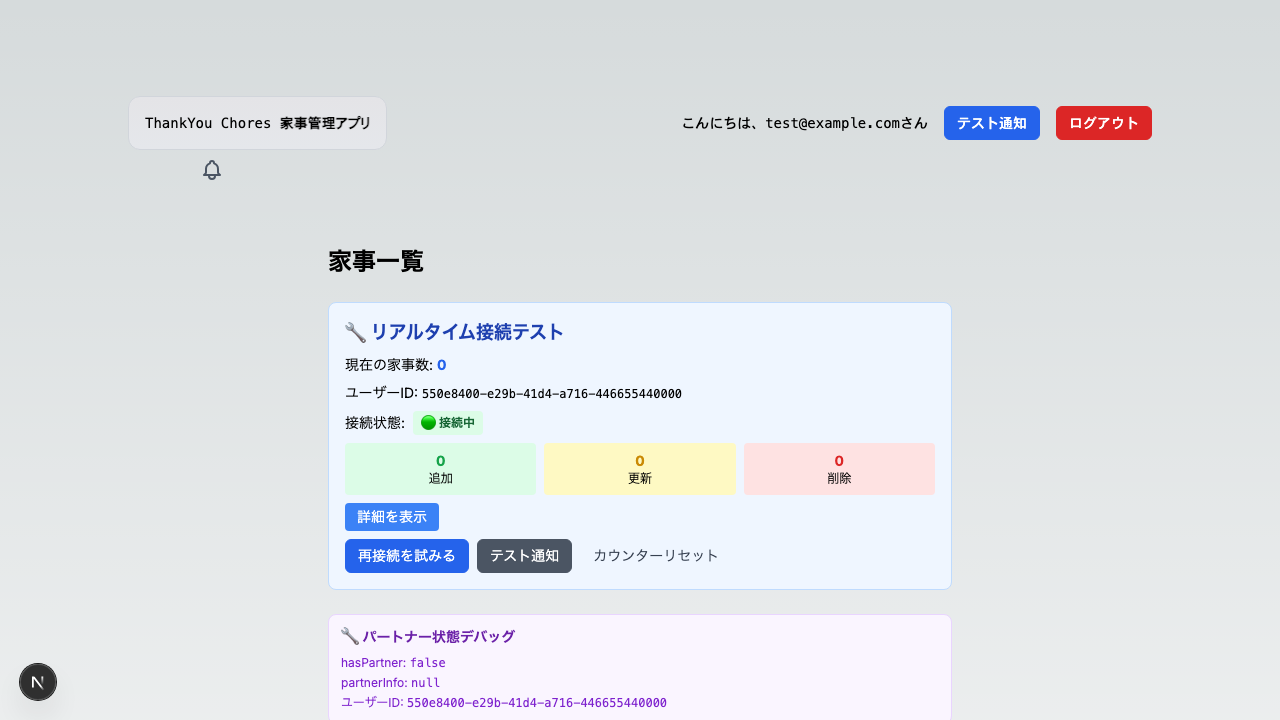 ThankYou Chores 家事管理アプリ
こんにちは、test@example.comさん
テスト通知
ログアウト
家事一覧
リアルタイム接続テスト
現在の家事数: 0
ユーザーID: 550e8400-e29b-41d4-a716-446655440000
接続状態: 接続中
0
追加
0
更新
0
削除
詳細を表示
再接続を試みる
テスト通知
カウンターリセット
パートナー状態デバッグ
hasPartner: false
partnerInfo: null
ユーザーID: 550e8400-e29b-41d4-a716-446655440000
N